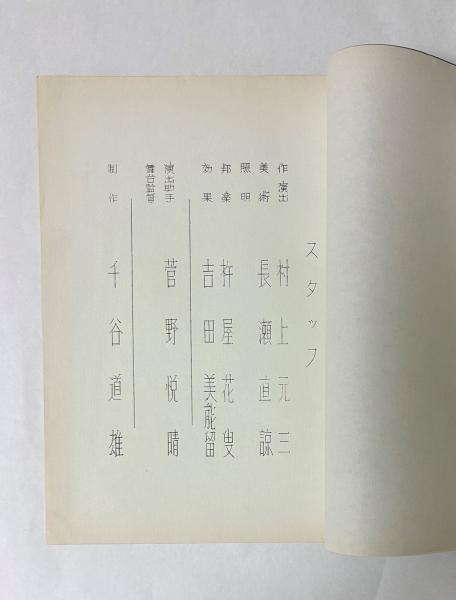 スタッフ
作 演出 村上元三
美術 長瀬直諒
照明
邦楽 杵屋花叟
効果 吉田美能留
演出助手 菅野悦晴
舞台監督
制作 千谷道雄